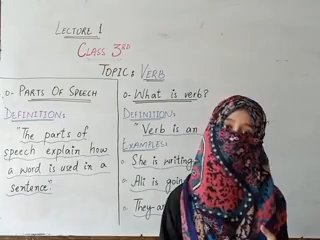 LECTURE 1
CLASS 3RD
TOPIC: VERB
o- PARTS OF SPEECH
DEFINITION:
"The parts of
speech explain how
a word is used in a
sentence"
o- What is verb?
DEFINITION:
"Verb is an
EXAMPLES:
o She is writing
o Ali is goin
o They are